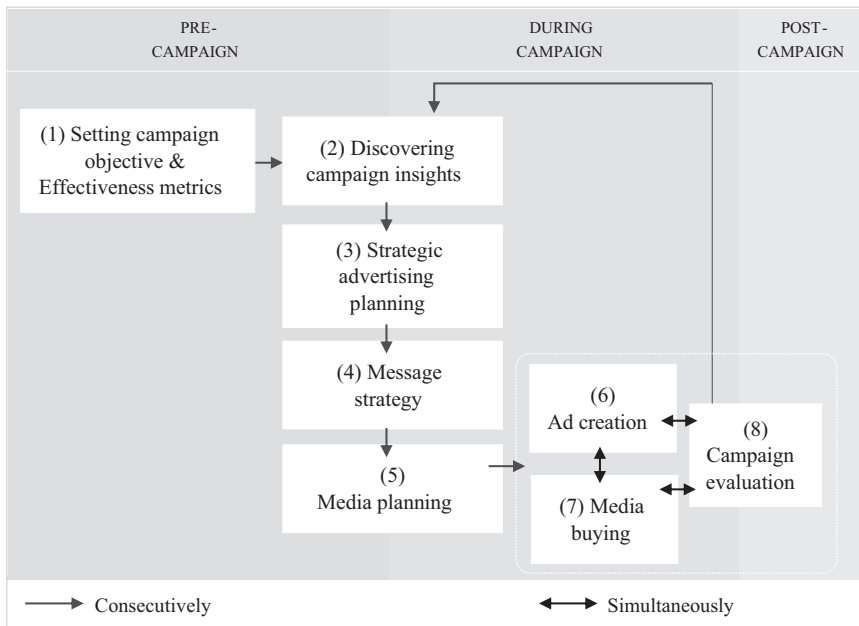 PRE-
CAMPAIGN
DURING
CAMPAIGN
POST-
CAMPAIGN
(1) Setting campaign
objective &
Effectiveness metrics
(2) Discovering
campaign insights
(3) Strategic
advertising
planning
(4) Message
strategy
(5)
Media planning
(6)
Ad creation
(7) Media
buying
(8)
Campaign
evaluation
Consecutively
Simultaneously